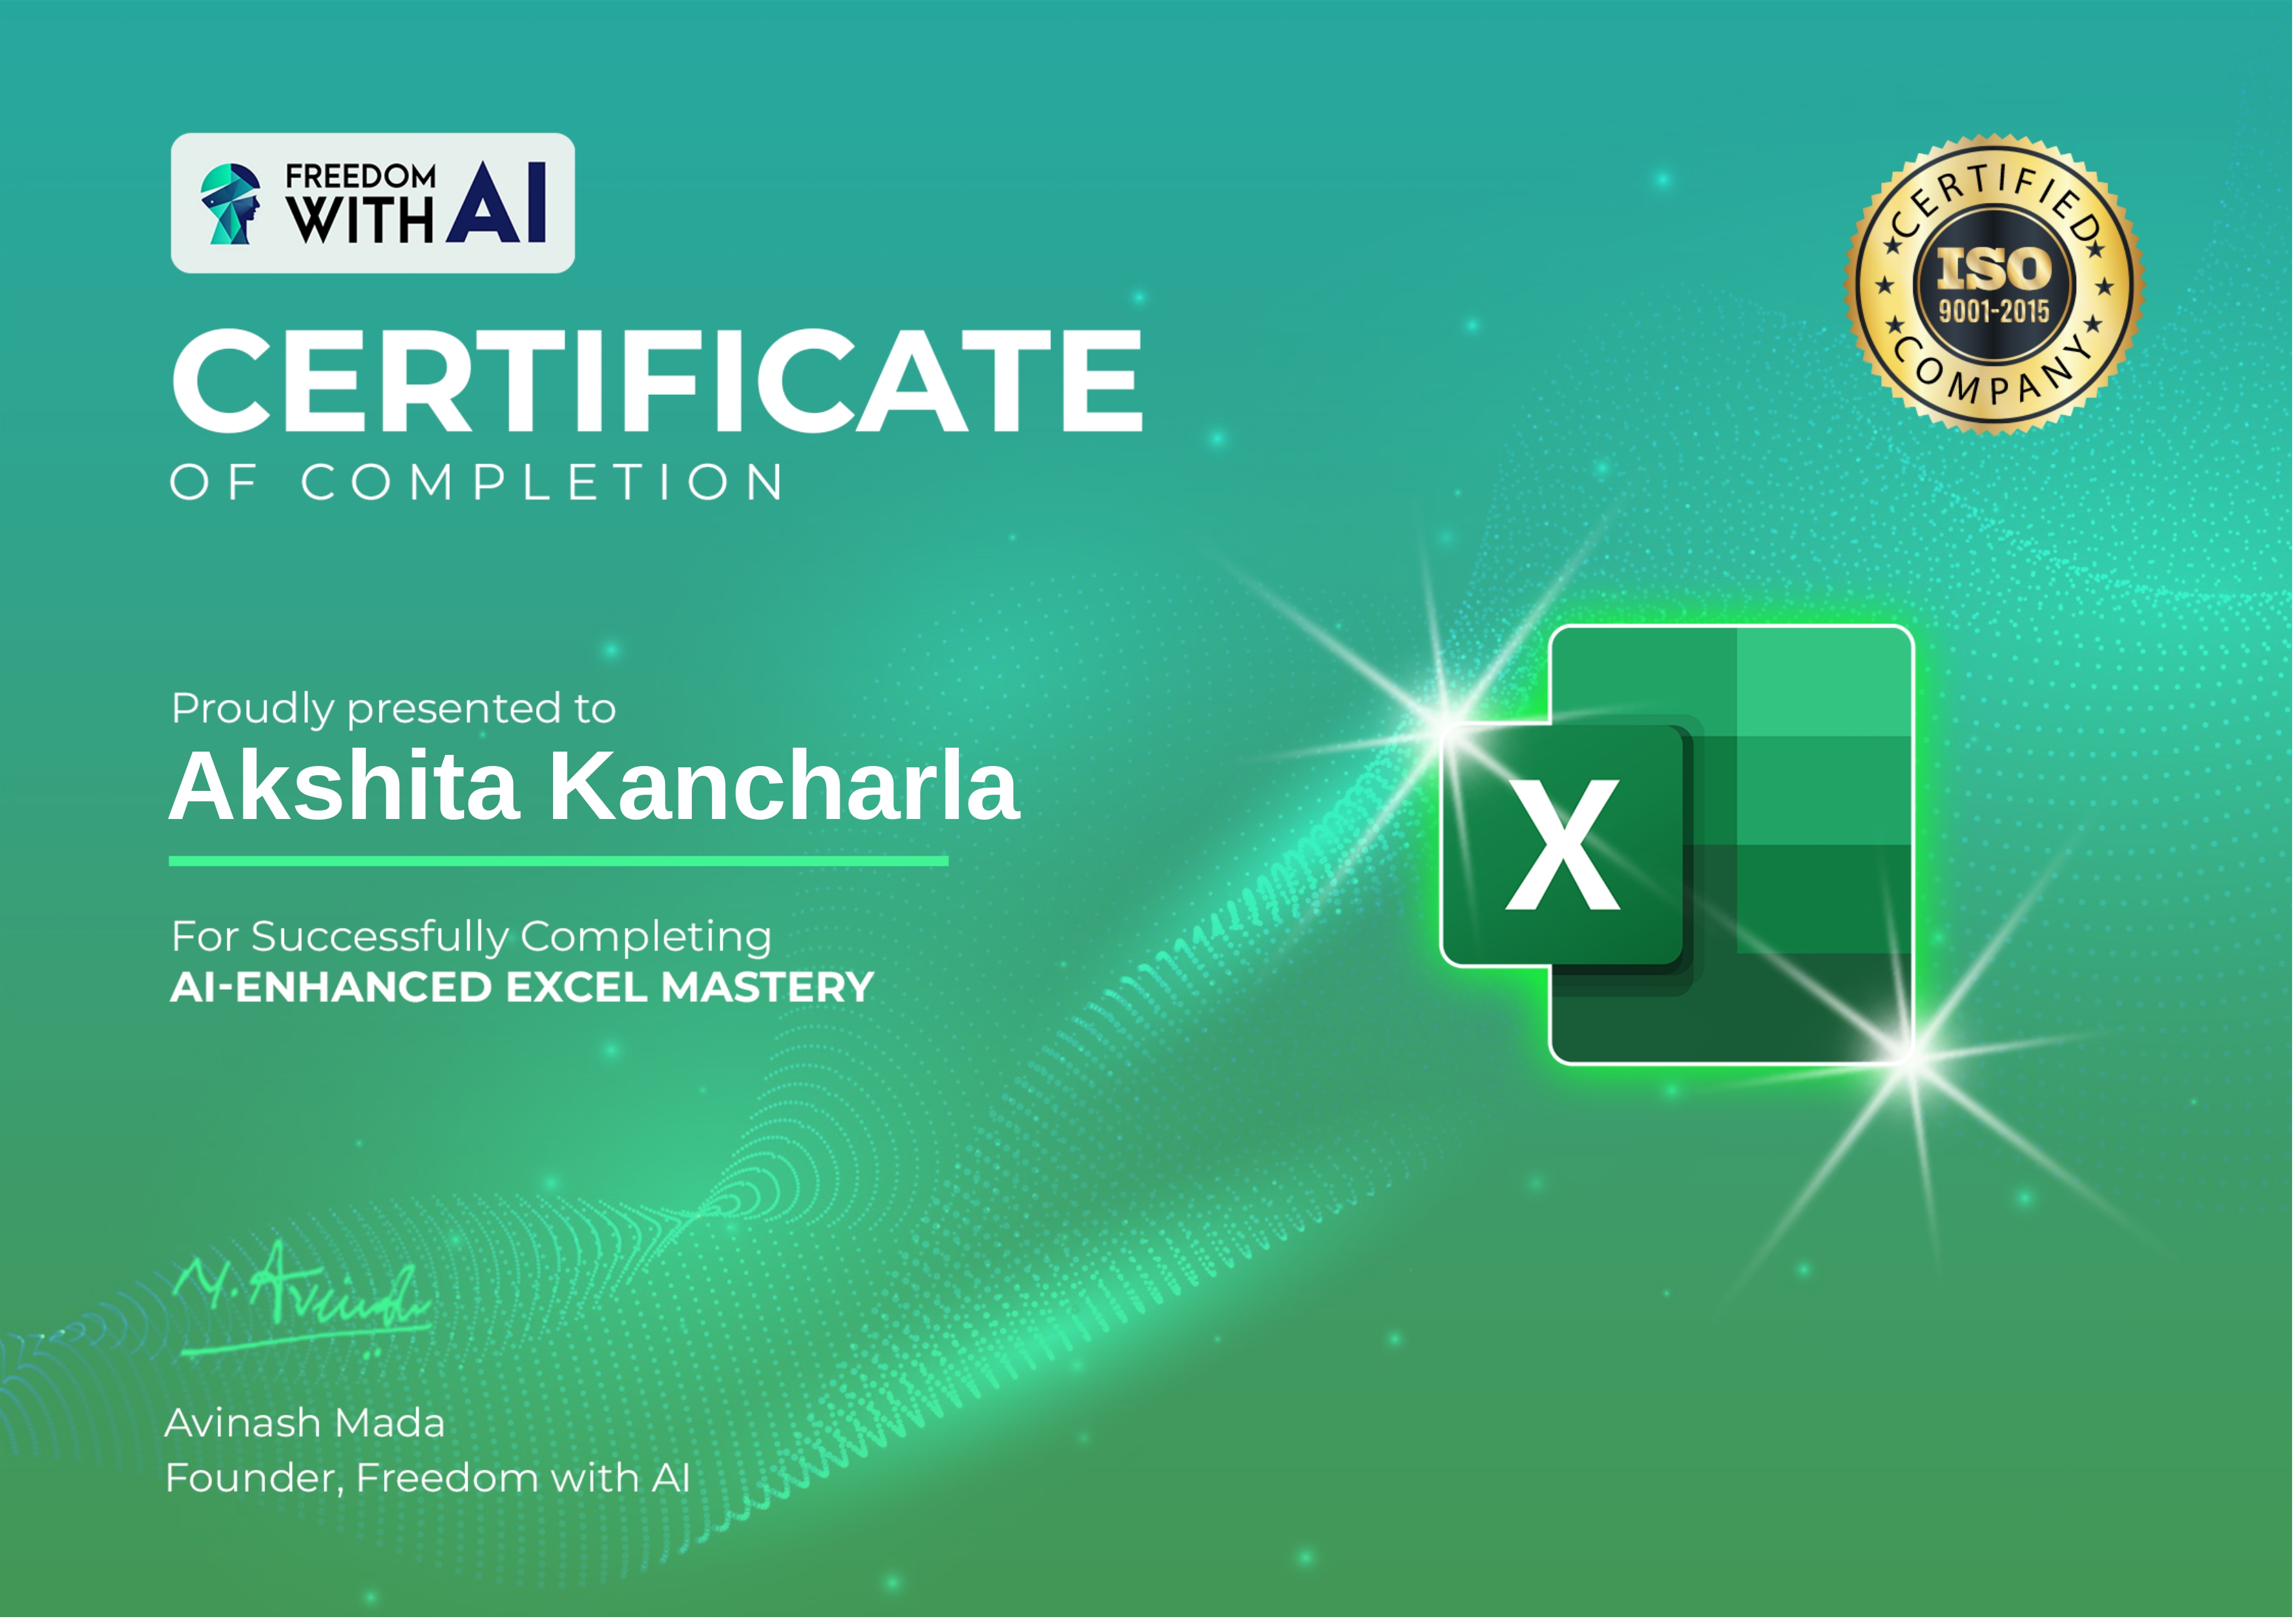 FREEDOM
WITH AI
CERTIFIED
ISO
9001-2015
COMPANY
CERTIFICATE
OF COMPLETION
Proudly presented to
Akshita Kancharla
X
For Successfully Completing
AI-ENHANCED EXCEL MASTERY
M. Avinash
Avinash Mada
Founder, Freedom with AI